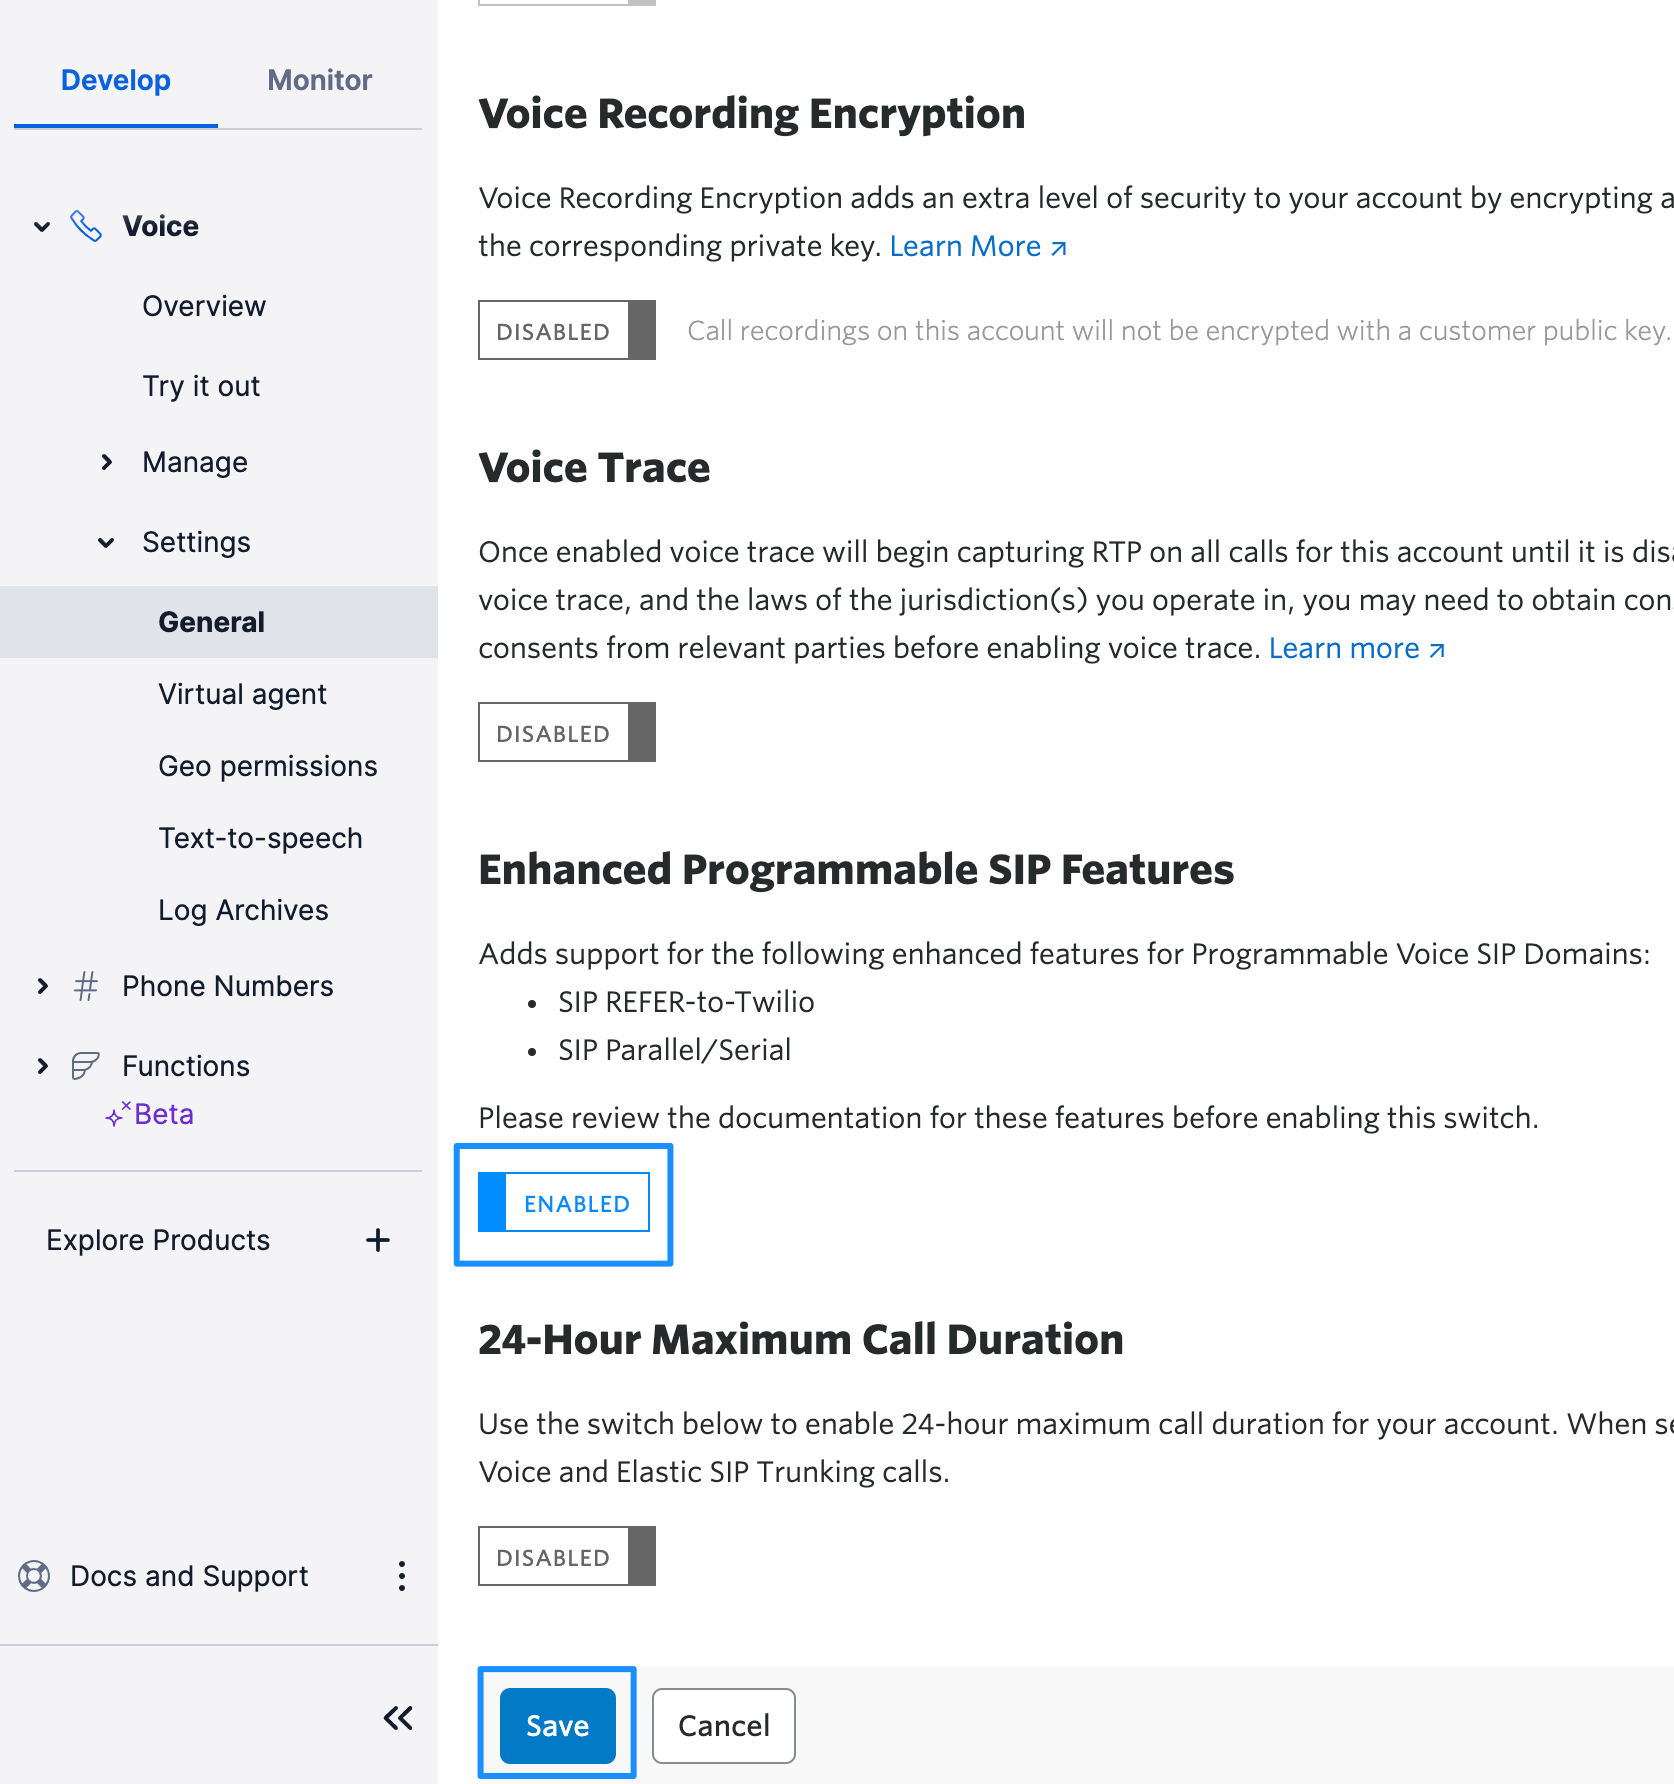 Develop
Monitor
Voice
Overview
Try it out
Manage
Settings
General
Virtual agent
Geo permissions
Text-to-speech
Log Archives
Phone Numbers
Functions
Beta
Explore Products
Docs and Support
Voice Recording Encryption
Voice Recording Encryption adds an extra level of security to your account by encrypting
the corresponding private key. Learn More
DISABLED
Call recordings on this account will not be encrypted with a customer public key.
Voice Trace
Once enabled voice trace will begin capturing RTP on all calls for this account until it is
voice trace, and the laws of the jurisdiction(s) you operate in, you may need to obtain
consents from relevant parties before enabling voice trace. Learn more
DISABLED
Enhanced Programmable SIP Features
Adds support for the following enhanced features for Programmable Voice SIP Domains:
• SIP REFER-to-Twilio
• SIP Parallel/Serial
Please review the documentation for these features before enabling this switch.
ENABLED
24-Hour Maximum Call Duration
Use the switch below to enable 24-hour maximum call duration for your account. When
Voice and Elastic SIP Trunking calls.
DISABLED
Save
Cancel